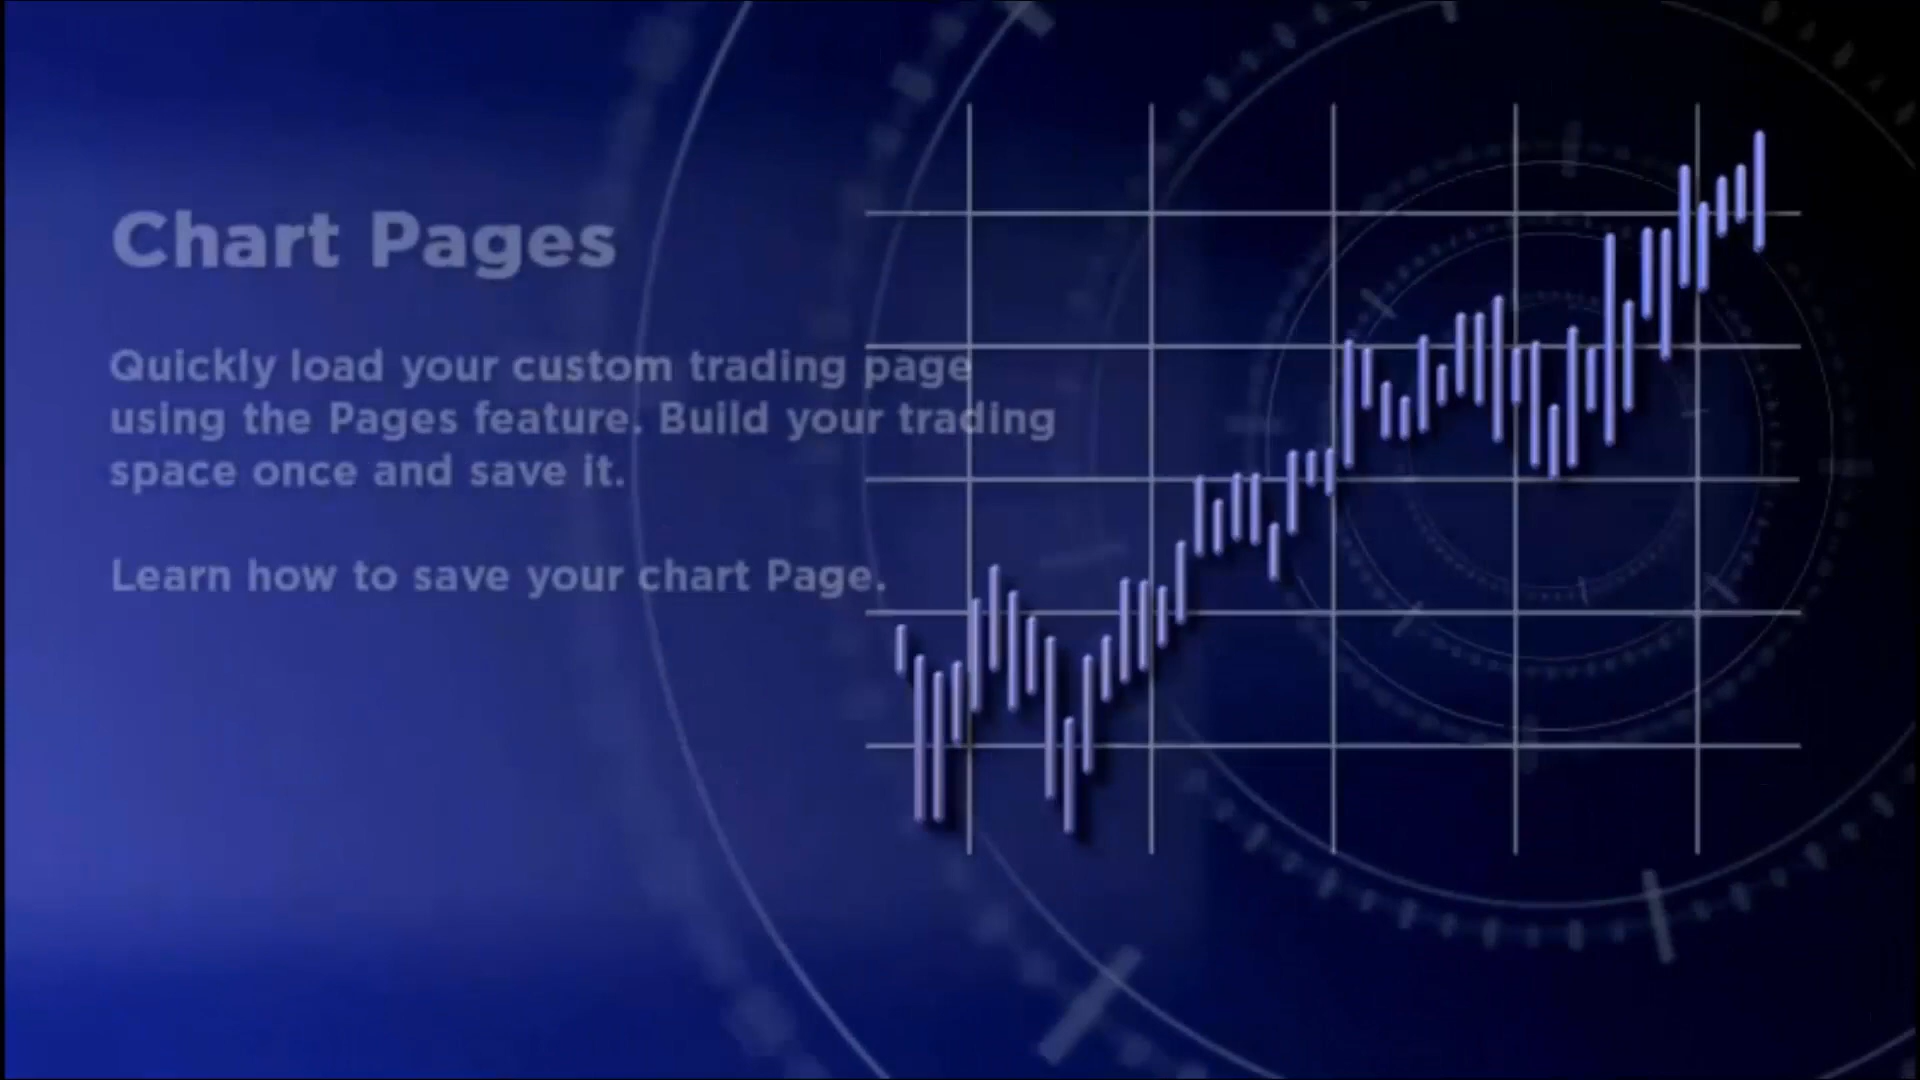 Chart Pages
Quickly load your custom trading page
using the Pages feature. Build your trading
space once and save it.
Learn how to save your chart Page.